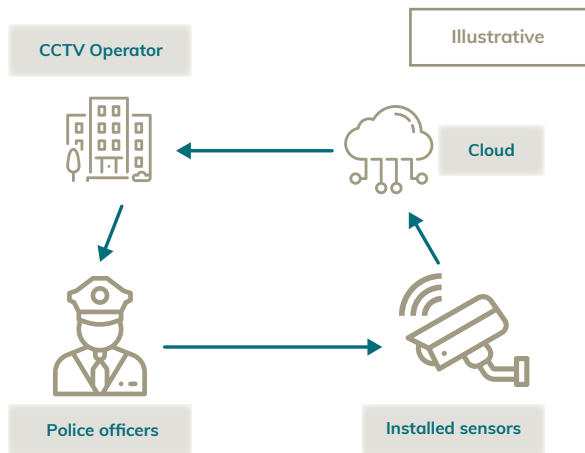 CCTV Operator
Illustrative
Cloud
Police officers
Installed sensors